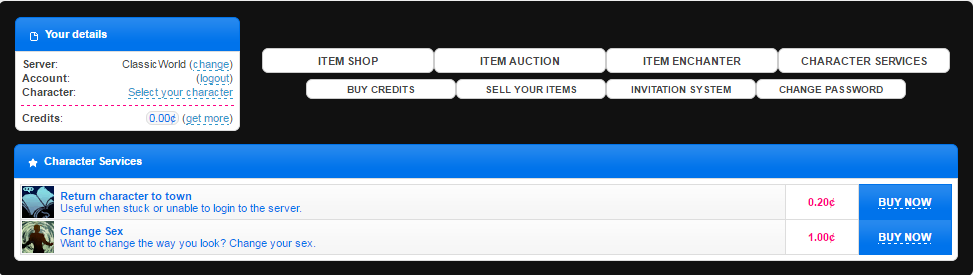 Your details
Server: ClassicWorld (change)
Account: (logout)
Character: Select your character
Credits: 0.00¢ (get more)
ITEM SHOP ITEM AUCTION ITEM ENCHANTER CHARACTER SERVICES
BUY CREDITS SELL YOUR ITEMS INVITATION SYSTEM CHANGE PASSWORD
Character Services
Return character to town
Useful when stuck or unable to login to the server.
0.20¢ BUY NOW
Change Sex
Want to change the way you look? Change your sex.
1.00¢ BUY NOW